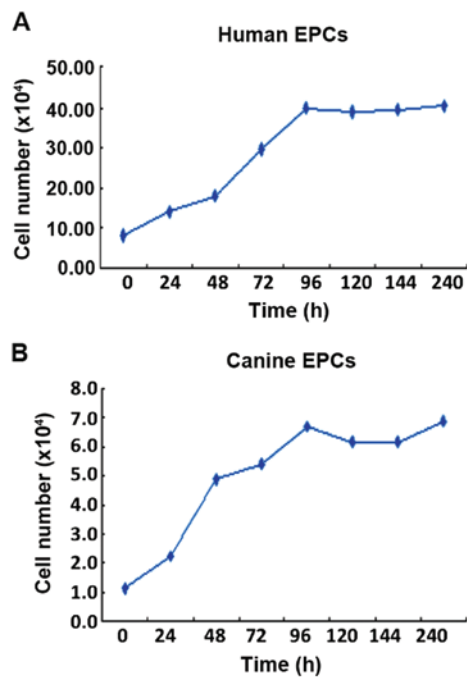 A
Human EPCs
Cell number (x10⁴)
50.00
40.00
30.00
20.00
10.00
0.00
0 24 48 72 96 120 144 240
Time (h)
B
Canine EPCs
Cell number (x10⁴)
8.0
7.0
6.0
5.0
4.0
3.0
2.0
1.0
0.0
0 24 48 72 96 120 144 240
Time (h)